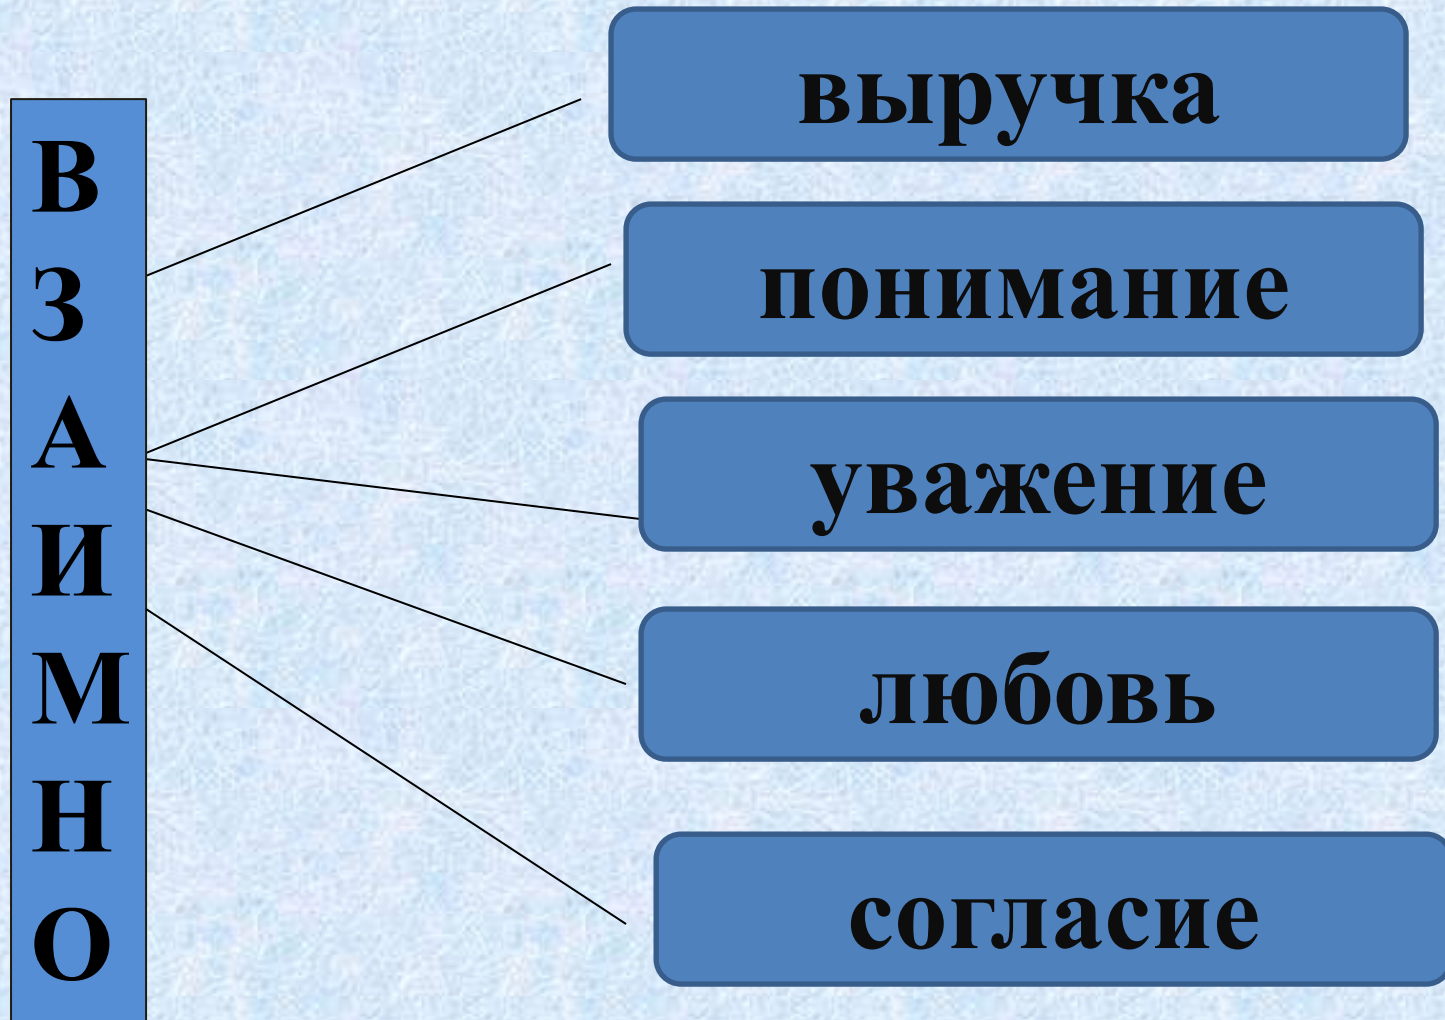 В
З
А
И
М
Н
О
выручка
понимание
уважение
любовь
согласие